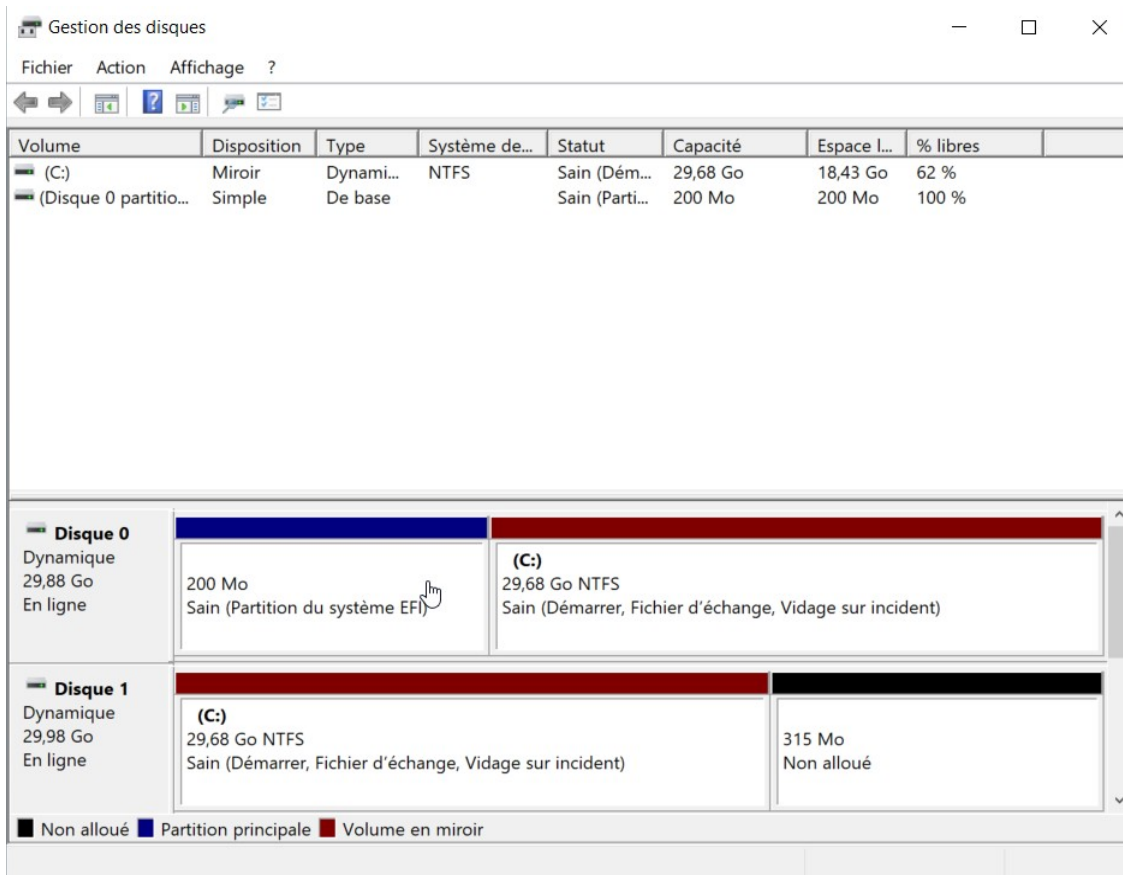 Gestion des disques
Fichier Action Affichage ?
Volume Disposition Type Système de... Statut Capacité Espace l... % libres
(C:) Miroir Dynami... NTFS Sain (Dém... 29,68 Go 18,43 Go 62 %
(Disque 0 partitio... Simple De base Sain (Parti... 200 Mo 200 Mo 100 %
Disque 0
Dynamique
29,88 Go
En ligne
200 Mo
Sain (Partition du système EFI)
(C:)
29,68 Go NTFS
Sain (Démarrer, Fichier d’échange, Vidage sur incident)
Disque 1
Dynamique
29,98 Go
En ligne
(C:)
29,68 Go NTFS
Sain (Démarrer, Fichier d’échange, Vidage sur incident)
315 Mo
Non alloué
Non alloué Partition principale Volume en miroir